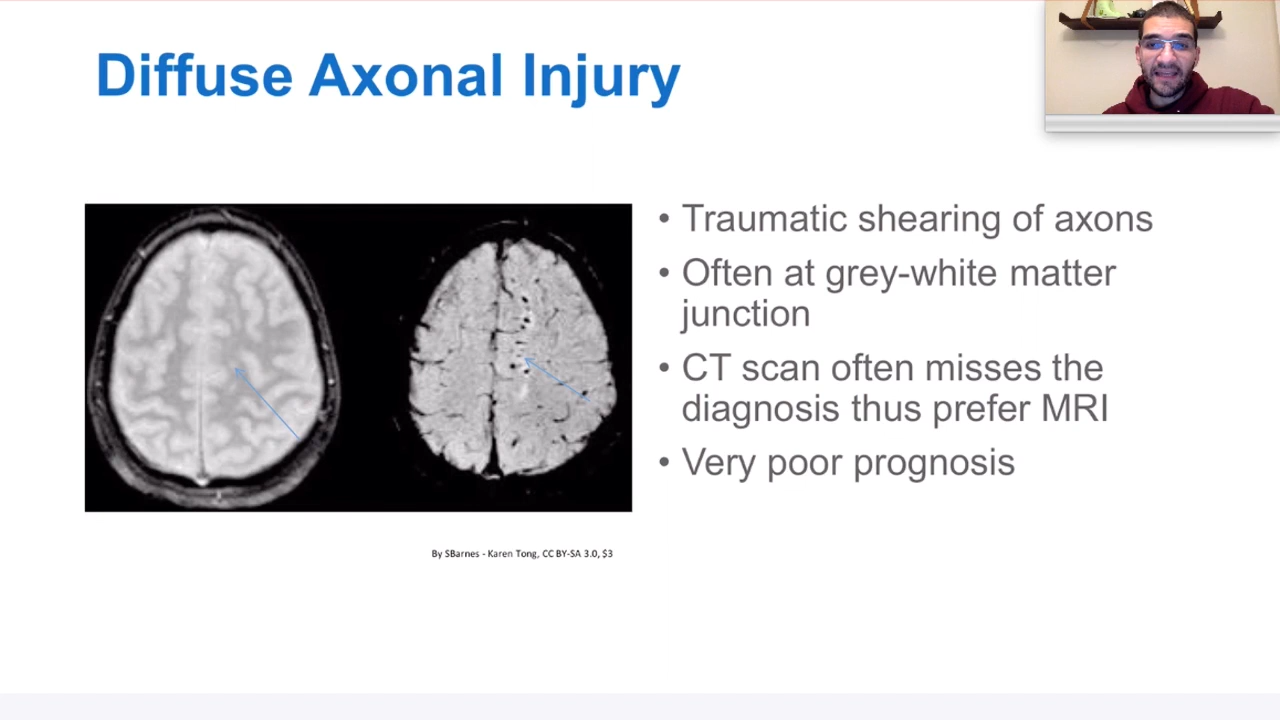 Diffuse Axonal Injury
• Traumatic shearing of axons
• Often at grey-white matter
junction
• CT scan often misses the
diagnosis thus prefer MRI
• Very poor prognosis
By SBarnes - Karen Tong, CC BY-SA 3.0, $3